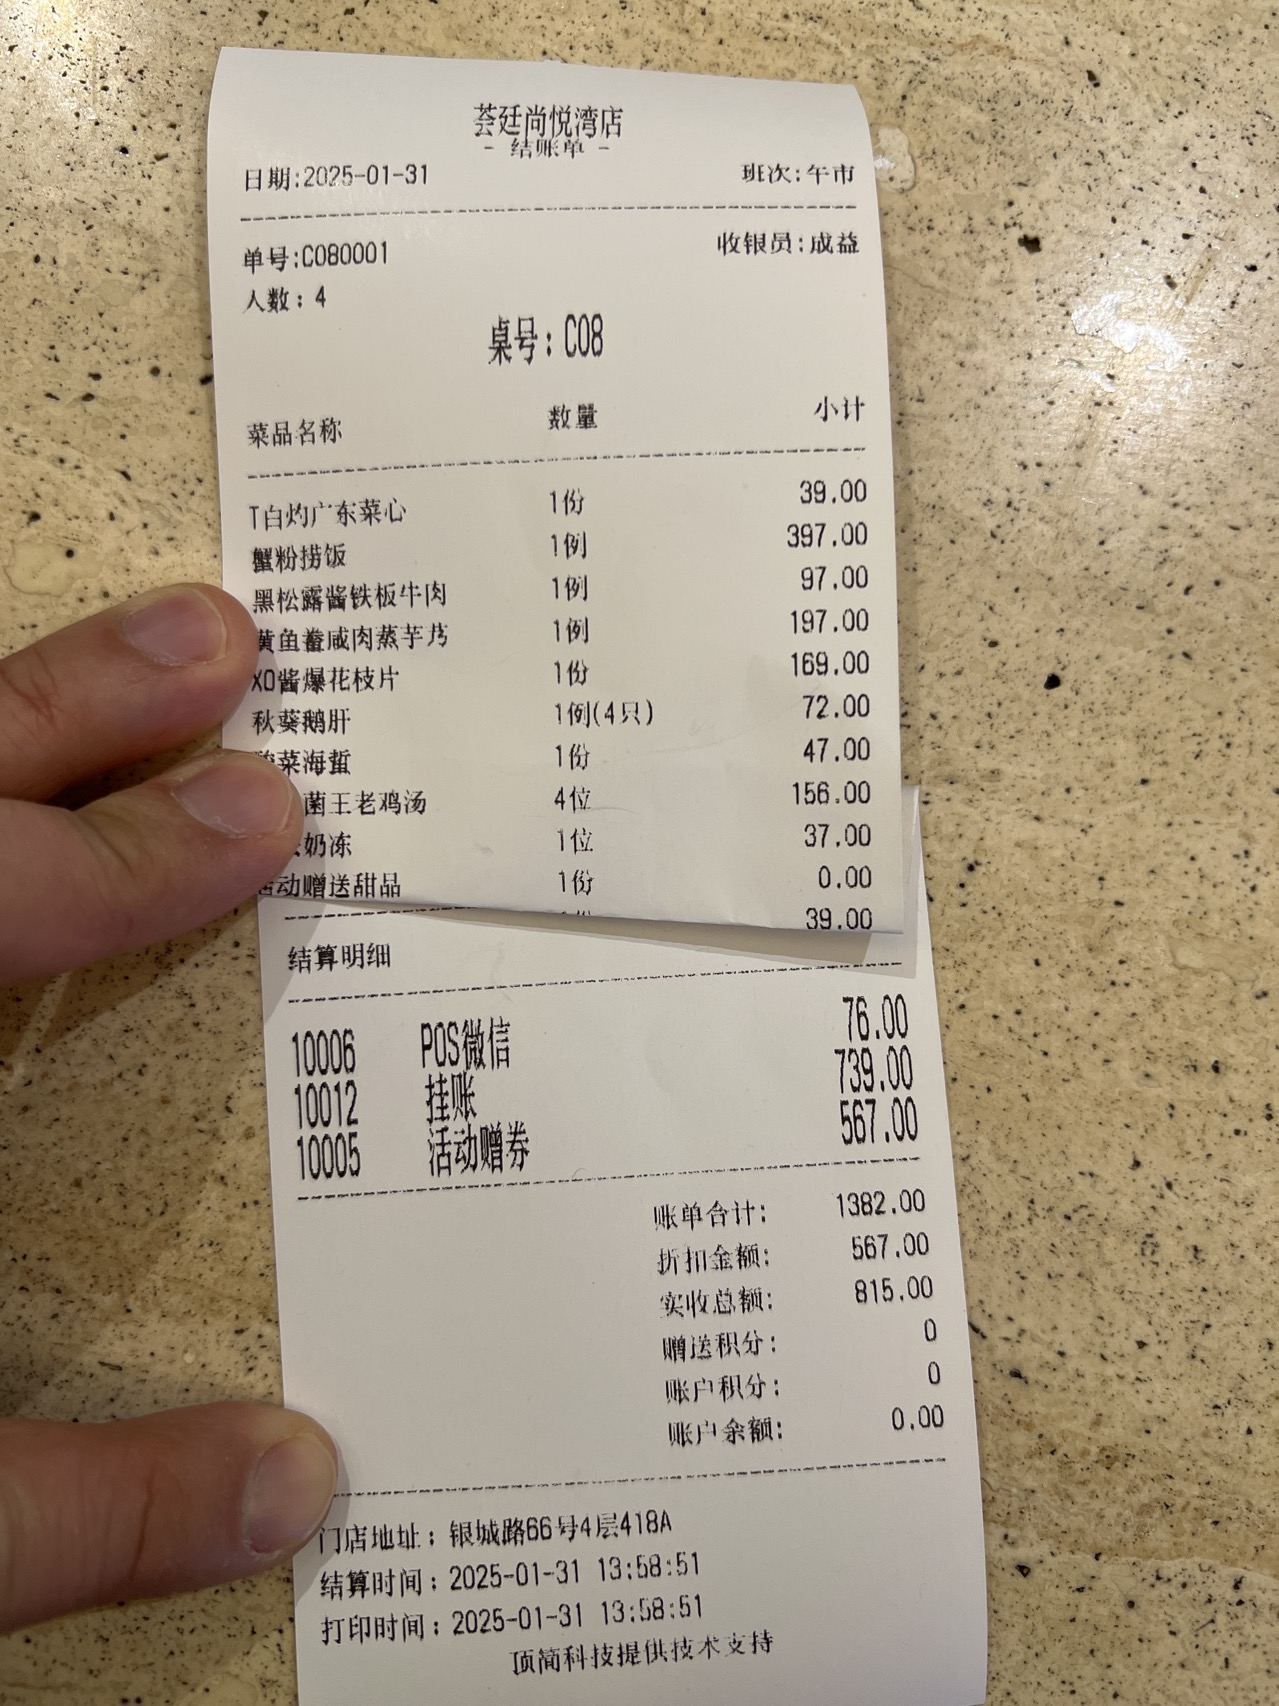 荟廷尚悦湾店
- 结账单 -
日期:2025-01-31 班次:午市
单号:C080001 收银员:成益
人数: 4
桌号: C08
菜品名称 数量 小计
T白灼广东菜心 1份 39.00
蟹粉捞饭 1例 397.00
黑松露酱铁板牛肉 1例 97.00
黄鱼鲞咸肉蒸芋艿 1例 197.00
XO酱爆花枝片 1份 169.00
秋葵鹅肝 1例(4只) 72.00
菜海蜇 1份 47.00
菌王老鸡汤 4位 156.00
奶冻 1位 37.00
活动赠送甜品 1份 0.00
39.00
结算明细
10006 POS微信 76.00
10012 挂账 739.00
10005 活动赠券 567.00
账单合计: 1382.00
折扣金额: 567.00
实收总额: 815.00
赠送积分: 0
账户积分: 0
账户余额: 0.00
门店地址: 银城路66号4层418A
结算时间: 2025-01-31 13:58:51
打印时间: 2025-01-31 13:58:51
顶简科技提供技术支持